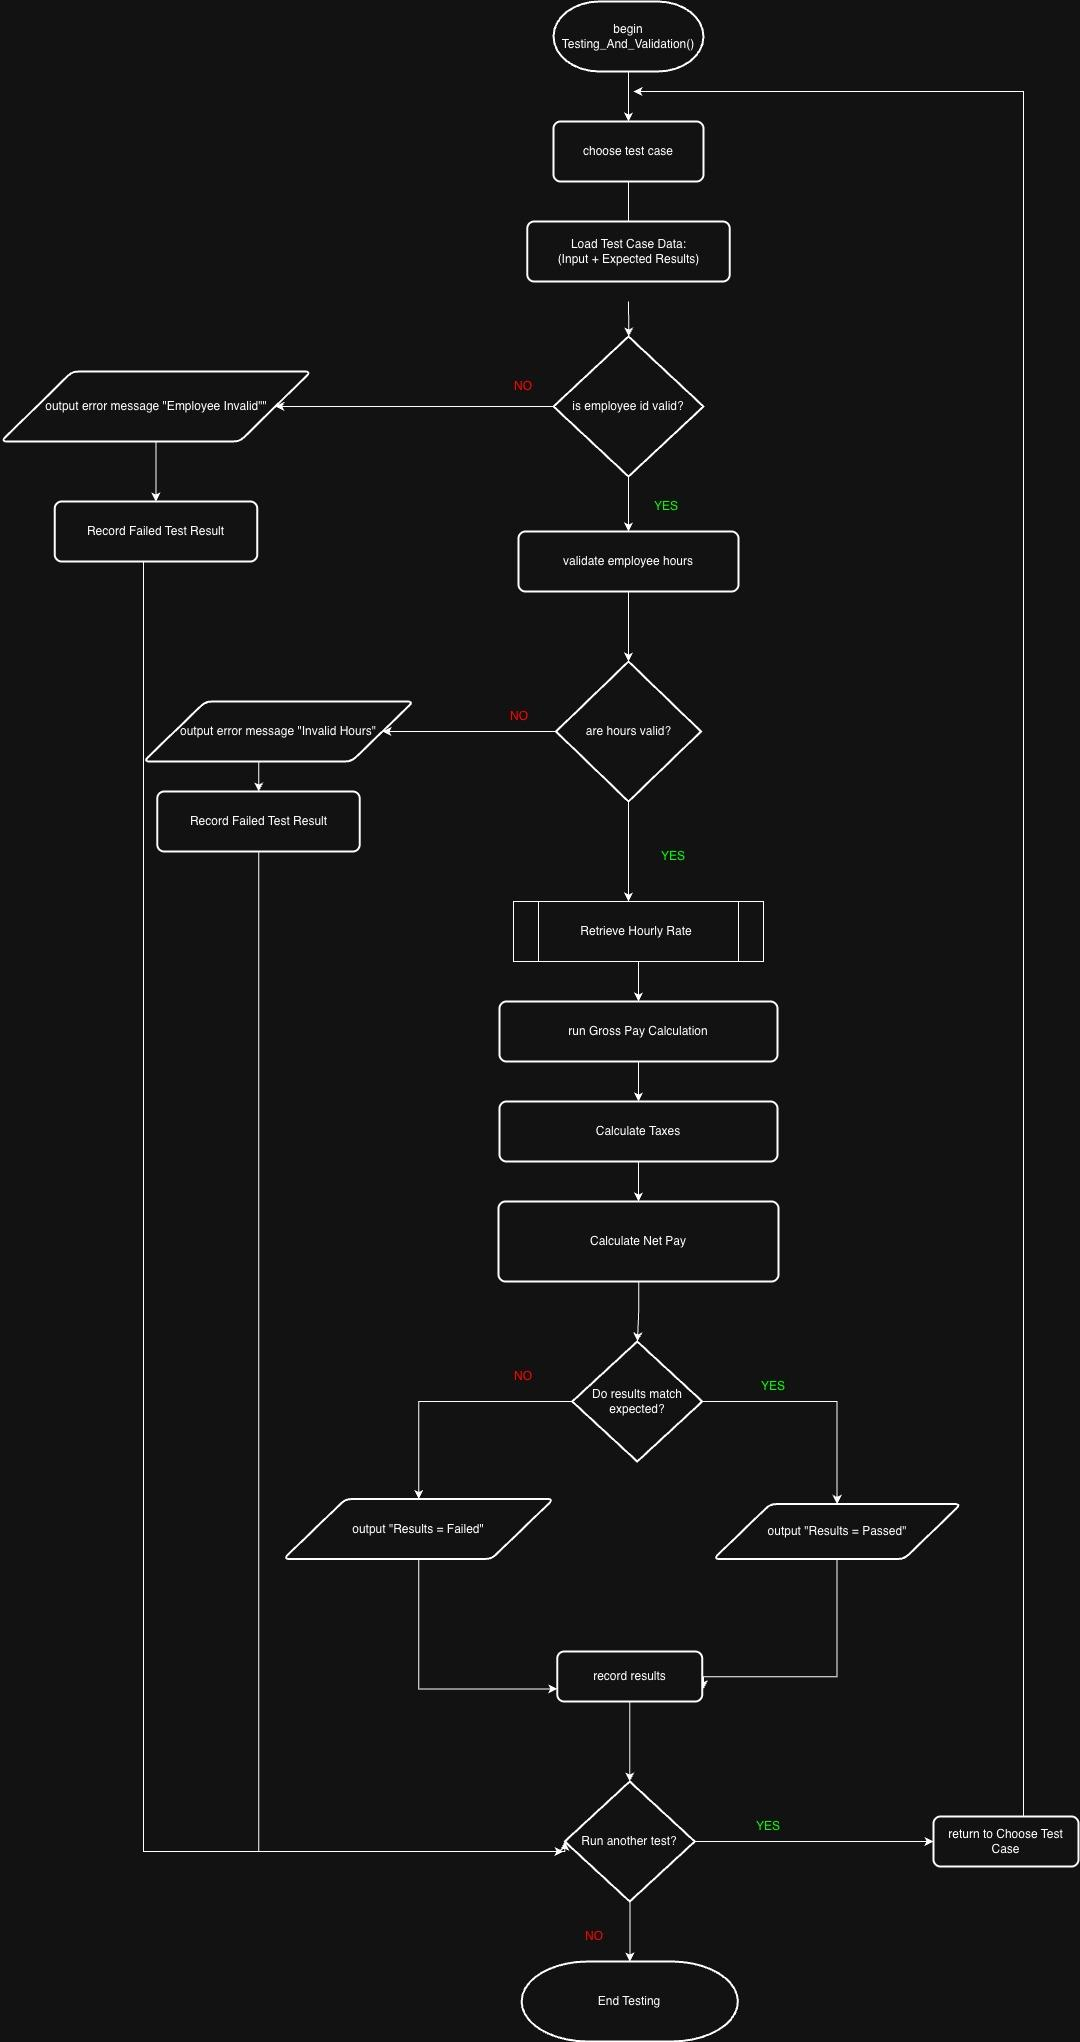 begin
Testing_And_Validation()
choose test case
Load Test Case Data:
(Input + Expected Results)
NO
output error message "Employee Invalid""
is employee id valid?
YES
Record Failed Test Result
validate employee hours
NO
output error message "Invalid Hours"
are hours valid?
Record Failed Test Result
YES
Retrieve Hourly Rate
run Gross Pay Calculation
Calculate Taxes
Calculate Net Pay
NO
YES
Do results match
expected?
output "Results = Failed"
output "Results = Passed"
record results
YES
Run another test?
return to Choose Test
Case
NO
End Testing